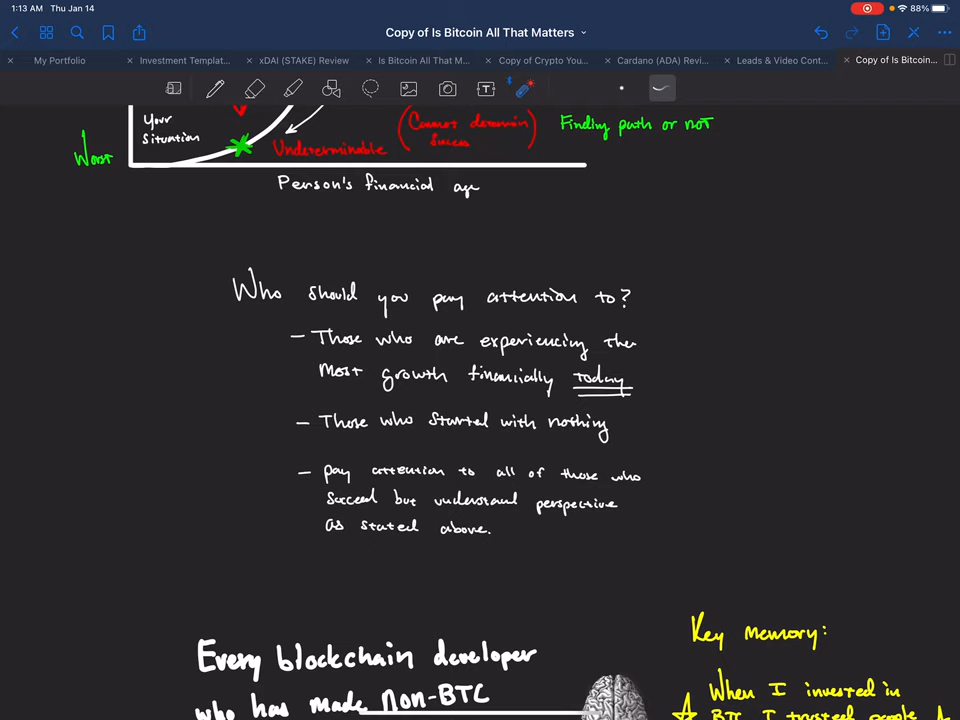 1:13 AM Thu Jan 14
88%
Copy of Is Bitcoin All That Matters
My Portfolio
Investment Templat...
xDAI (STAKE) Review
Is Bitcoin All That M...
Copy of Crypto You...
Cardano (ADA) Revi...
Leads & Video Cont...
Copy of Is Bitcoin...
Your
Situation
Worst
Undeterminable
(Cannot determin
success)
Finding path or not
Person's financial age
Who should you pay attention to?
- Those who are experiencing the
most growth financially today
- Those who started with nothing
- pay attention to all of those who
succeed but understand perspective
as stated above.
Every blockchain developer
who has made Non-BTC
Key memory:
When I invested in
BTC I trusted people